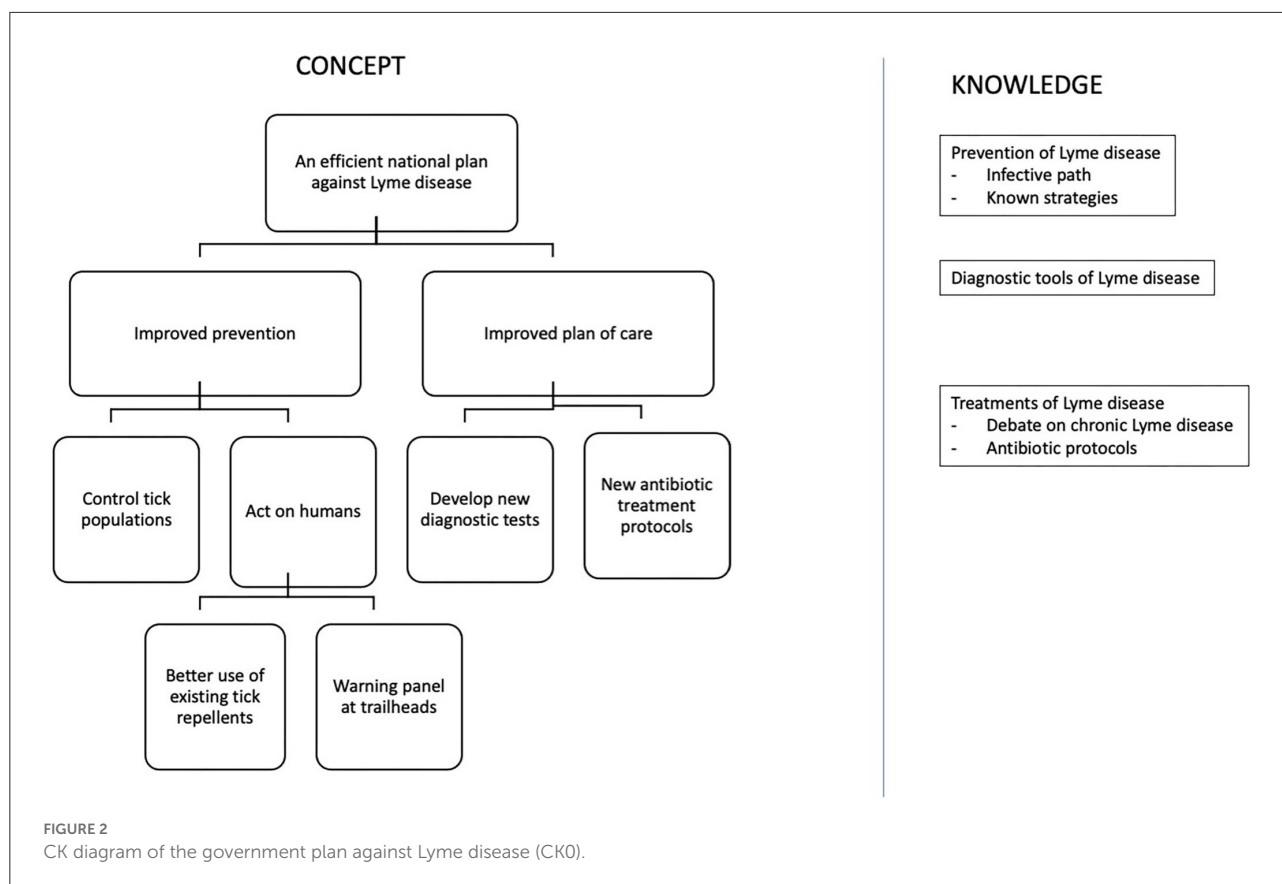 CONCEPT
An efficient national plan
against Lyme disease
Improved prevention
Improved plan of care
Control tick
populations
Act on humans
Develop new
diagnostic tests
New antibiotic
treatment
protocols
Better use of
existing tick
repellents
Warning panel
at trailheads
KNOWLEDGE
Prevention of Lyme disease
- Infective path
- Known strategies
Diagnostic tools of Lyme disease
Treatments of Lyme disease
- Debate on chronic Lyme disease
- Antibiotic protocols
FIGURE 2
CK diagram of the government plan against Lyme disease (CK0).